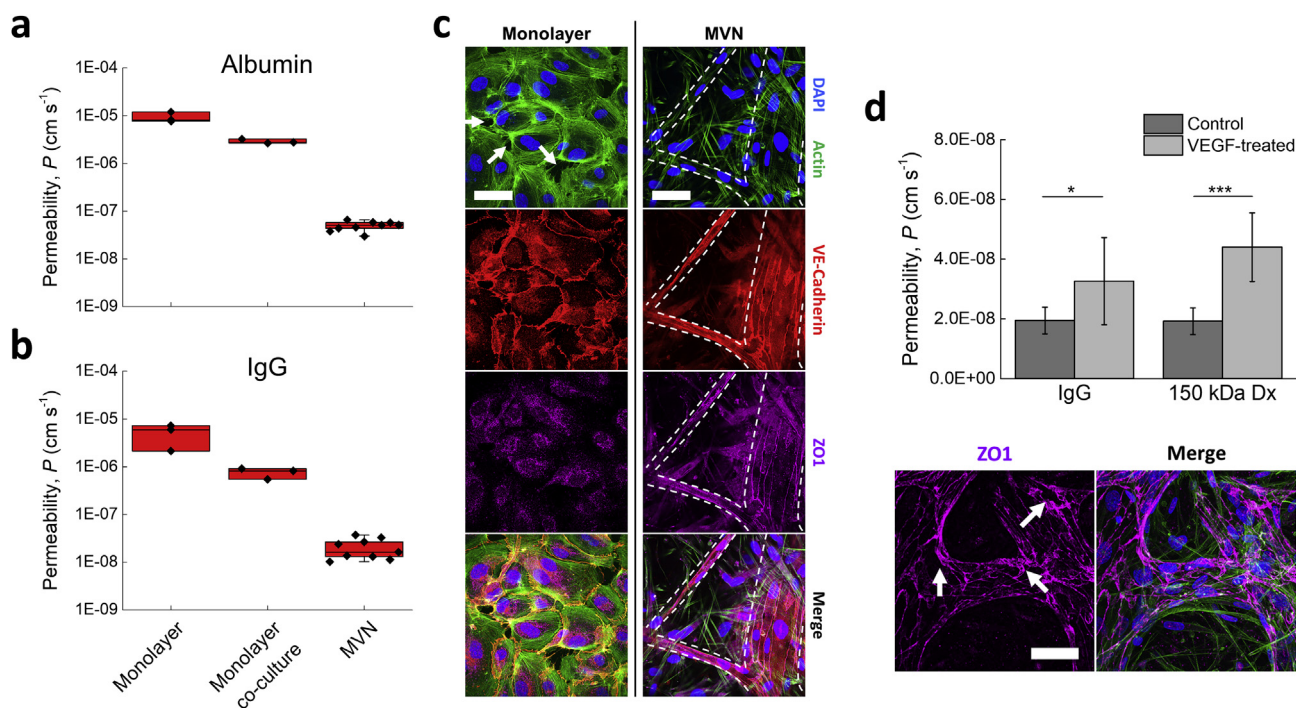 a
Albumin
Permeability, P (cm s⁻¹)
1E-04
1E-05
1E-06
1E-07
1E-08
1E-09
b
IgG
Permeability, P (cm s⁻¹)
1E-04
1E-05
1E-06
1E-07
1E-08
1E-09
Monolayer
Monolayer
co-culture
MVN
c
Monolayer
MVN
DAPI
Actin
VE-Cadherin
ZO1
Merge
d
Control
VEGF-treated
Permeability, P (cm s⁻¹)
8.0E-08
6.0E-08
4.0E-08
2.0E-08
0.0E+00
*
***
IgG
150 kDa Dx
ZO1
Merge